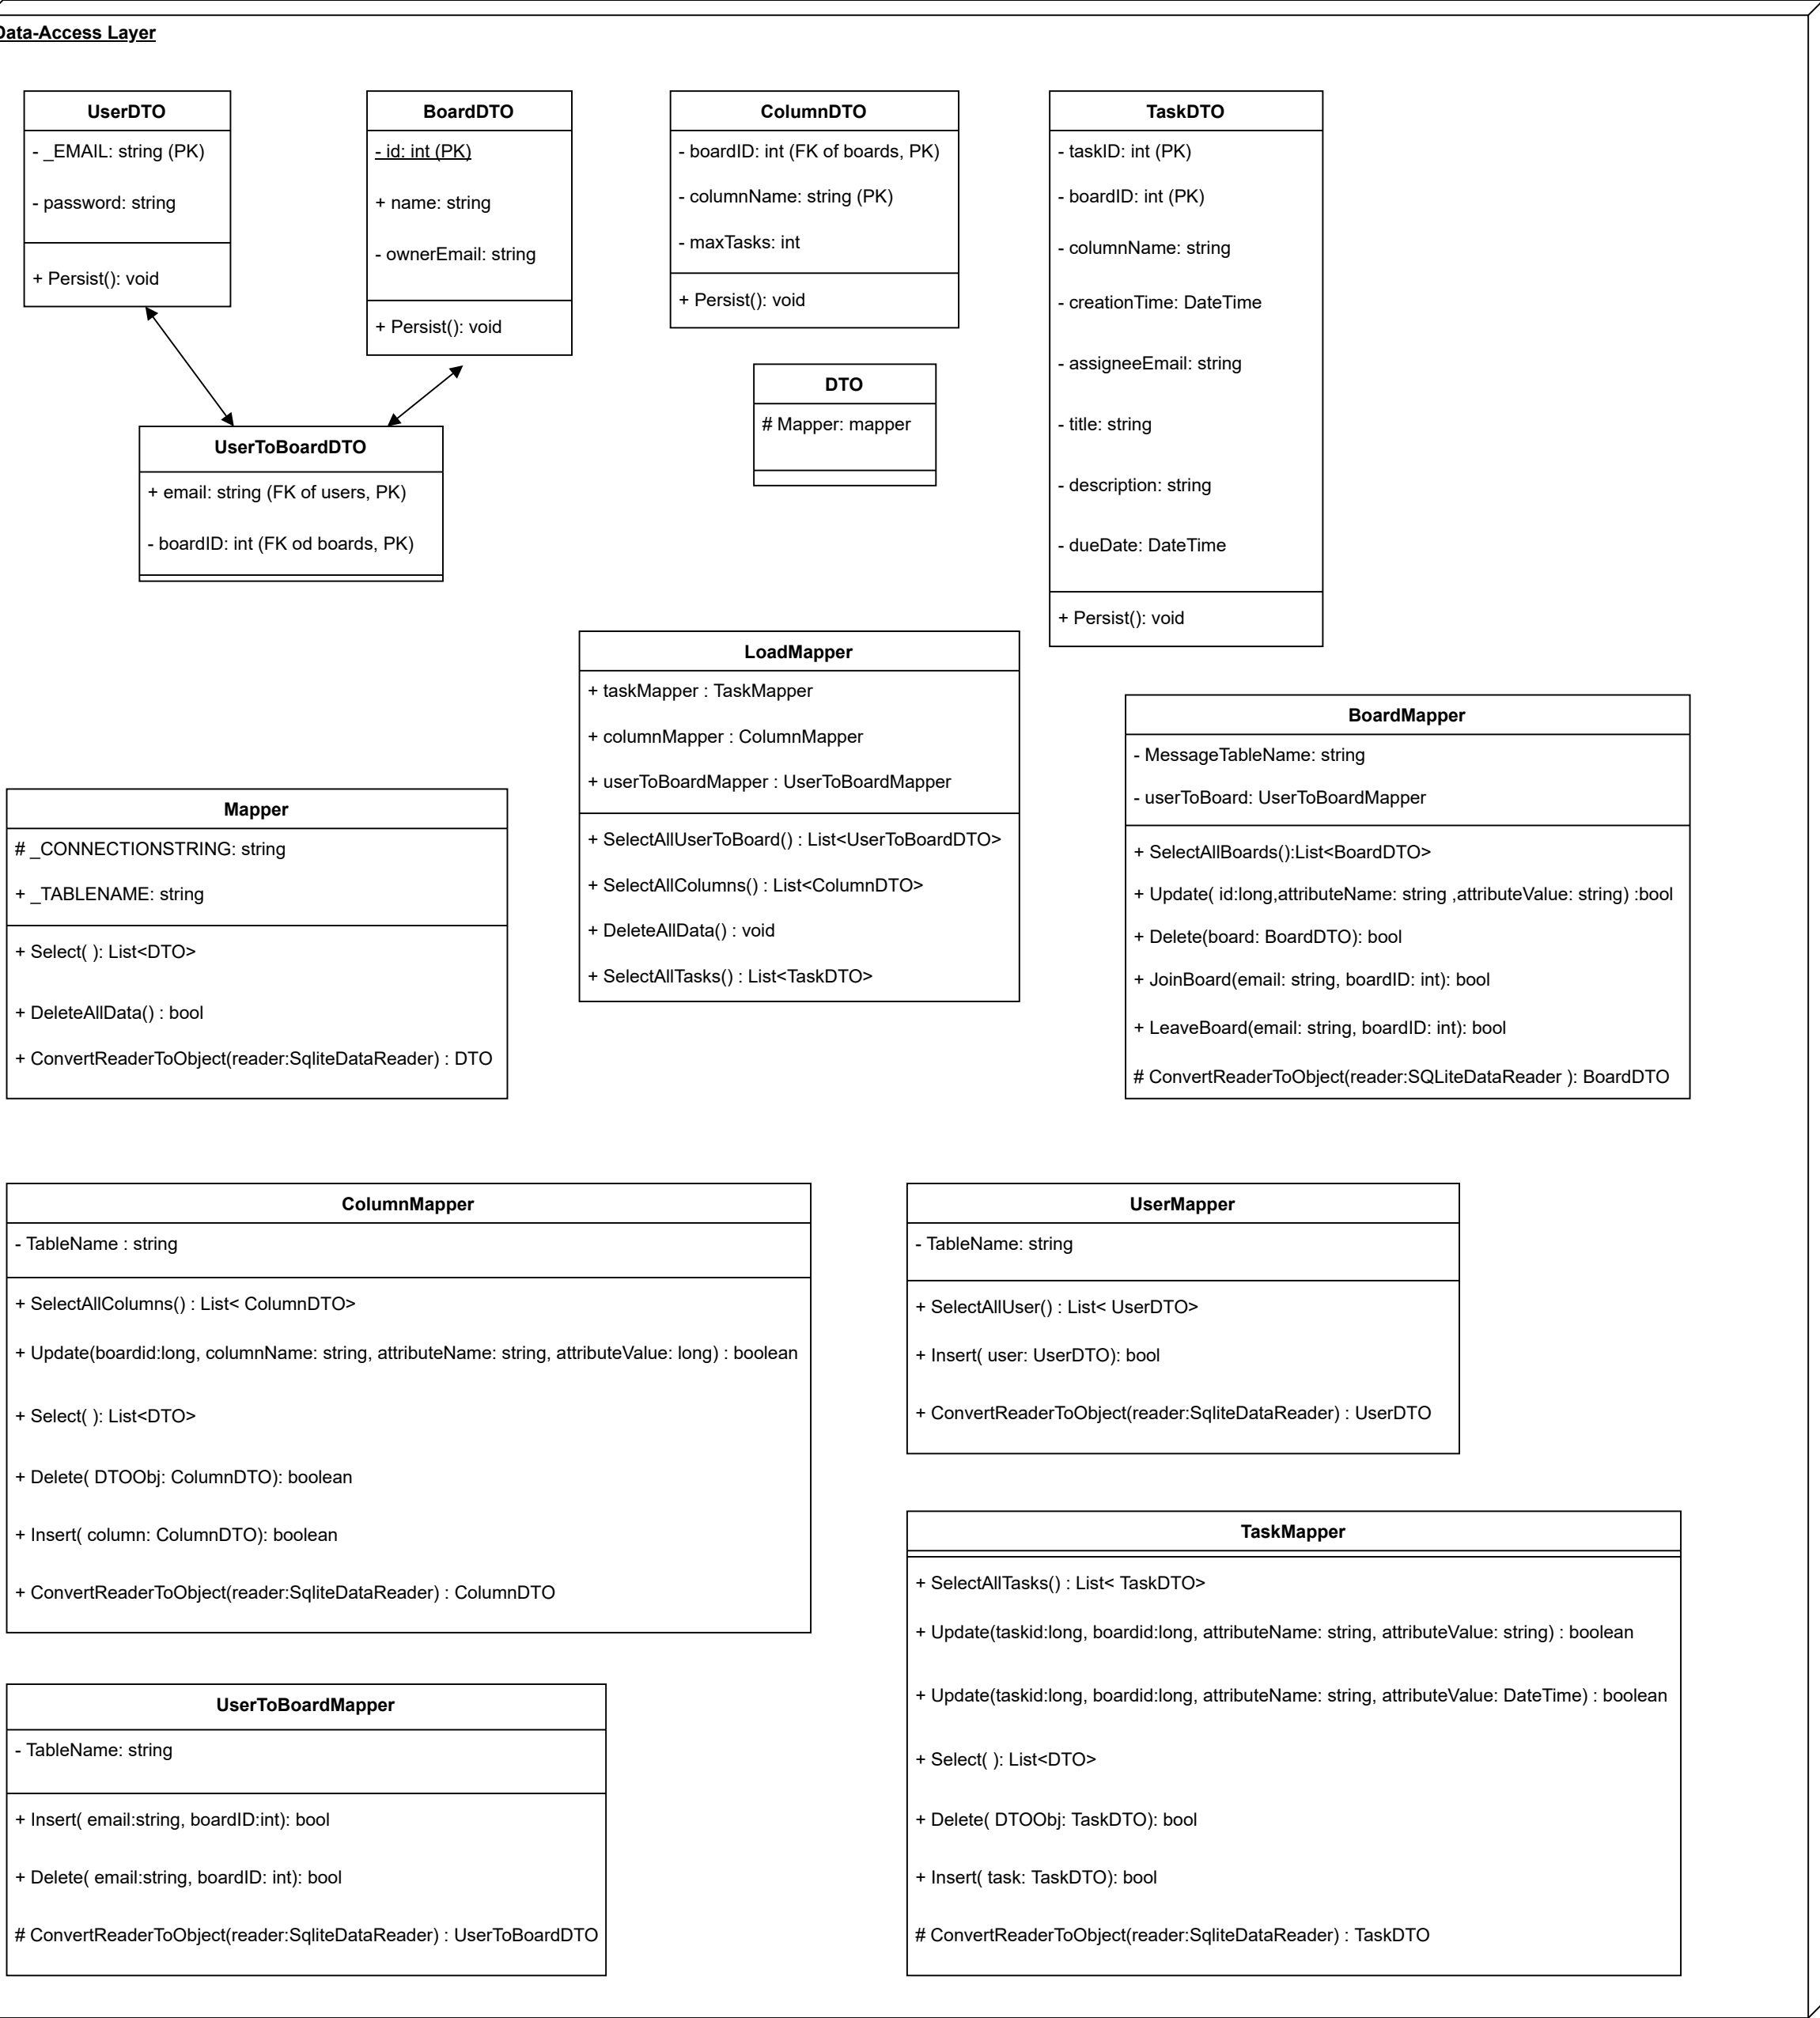 Data-Access Layer
UserDTO
- _EMAIL: string (PK)
- password: string
+ Persist(): void
BoardDTO
- id: int (PK)
+ name: string
- ownerEmail: string
+ Persist(): void
ColumnDTO
- boardID: int (FK of boards, PK)
- columnName: string (PK)
- maxTasks: int
+ Persist(): void
TaskDTO
- taskID: int (PK)
- boardID: int (PK)
- columnName: string
- creationTime: DateTime
- assigneeEmail: string
- title: string
- description: string
- dueDate: DateTime
+ Persist(): void
DTO
# Mapper: mapper
UserToBoardDTO
+ email: string (FK of users, PK)
- boardID: int (FK od boards, PK)
LoadMapper
+ taskMapper : TaskMapper
+ columnMapper : ColumnMapper
+ userToBoardMapper : UserToBoardMapper
+ SelectAllUserToBoard() : List<UserToBoardDTO>
+ SelectAllColumns() : List<ColumnDTO>
+ DeleteAllData() : void
+ SelectAllTasks() : List<TaskDTO>
BoardMapper
- MessageTableName: string
- userToBoard: UserToBoardMapper
+ SelectAllBoards():List<BoardDTO>
+ Update( id:long,attributeName: string ,attributeValue: string) :bool
+ Delete(board: BoardDTO): bool
+ JoinBoard(email: string, boardID: int): bool
+ LeaveBoard(email: string, boardID: int): bool
# ConvertReaderToObject(reader:SQLiteDataReader ): BoardDTO
Mapper
# _CONNECTIONSTRING: string
+ _TABLENAME: string
+ Select( ): List<DTO>
+ DeleteAllData() : bool
+ ConvertReaderToObject(reader:SqliteDataReader) : DTO
ColumnMapper
- TableName : string
+ SelectAllColumns() : List< ColumnDTO>
+ Update(boardid:long, columnName: string, attributeName: string, attributeValue: long) : boolean
+ Select( ): List<DTO>
+ Delete( DTOObj: ColumnDTO): boolean
+ Insert( column: ColumnDTO): boolean
+ ConvertReaderToObject(reader:SqliteDataReader) : ColumnDTO
UserMapper
- TableName: string
+ SelectAllUser() : List< UserDTO>
+ Insert( user: UserDTO): bool
+ ConvertReaderToObject(reader:SqliteDataReader) : UserDTO
TaskMapper
+ SelectAllTasks() : List< TaskDTO>
+ Update(taskid:long, boardid:long, attributeName: string, attributeValue: string) : boolean
+ Update(taskid:long, boardid:long, attributeName: string, attributeValue: DateTime) : boolean
+ Select( ): List<DTO>
+ Delete( DTOObj: TaskDTO): bool
+ Insert( task: TaskDTO): bool
# ConvertReaderToObject(reader:SqliteDataReader) : TaskDTO
UserToBoardMapper
- TableName: string
+ Insert( email:string, boardID:int): bool
+ Delete( email:string, boardID: int): bool
# ConvertReaderToObject(reader:SqliteDataReader) : UserToBoardDTO